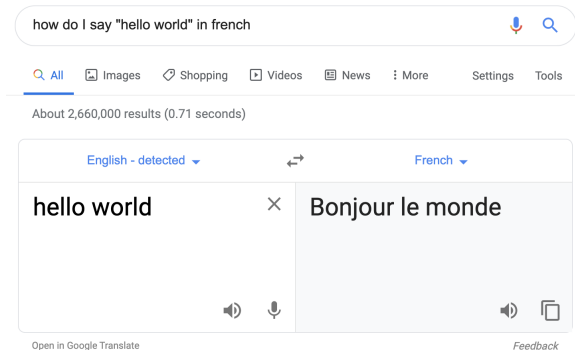 how do I say "hello world" in french
All Images Shopping Videos News More Settings Tools
About 2,660,000 results (0.71 seconds)
English - detected French
hello world Bonjour le monde
Open in Google Translate Feedback